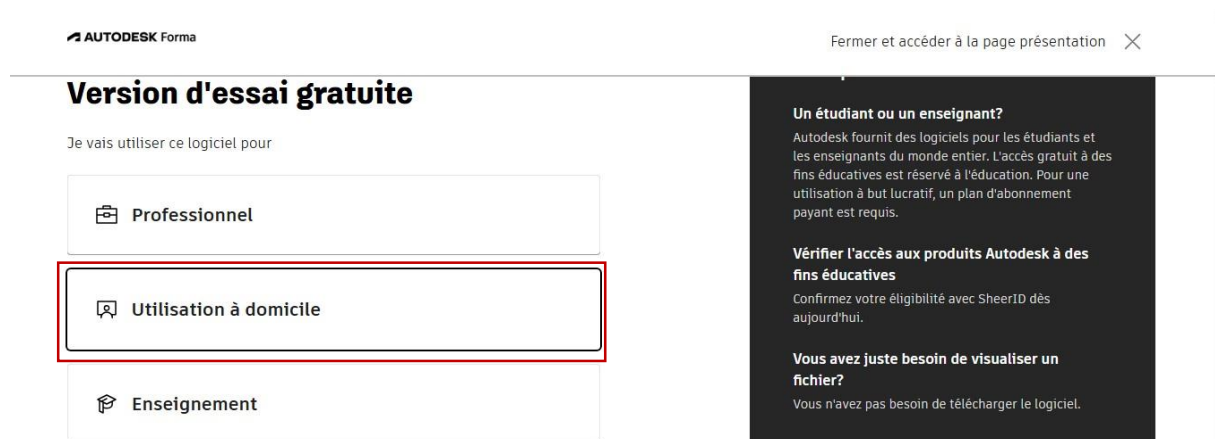 AUTODESK Forma
Fermer et accéder à la page présentation
Version d'essai gratuite
Je vais utiliser ce logiciel pour
Professionnel
Utilisation à domicile
Enseignement
Un étudiant ou un enseignant?
Autodesk fournit des logiciels pour les étudiants et
les enseignants du monde entier. L'accès gratuit à des
fins éducatives est réservé à l'éducation. Pour une
utilisation à but lucratif, un plan d'abonnement
payant est requis.
Vérifier l'accès aux produits Autodesk à des
fins éducatives
Confirmez votre éligibilité avec SheerID dès
aujourd'hui.
Vous avez juste besoin de visualiser un
fichier?
Vous n'avez pas besoin de télécharger le logiciel.